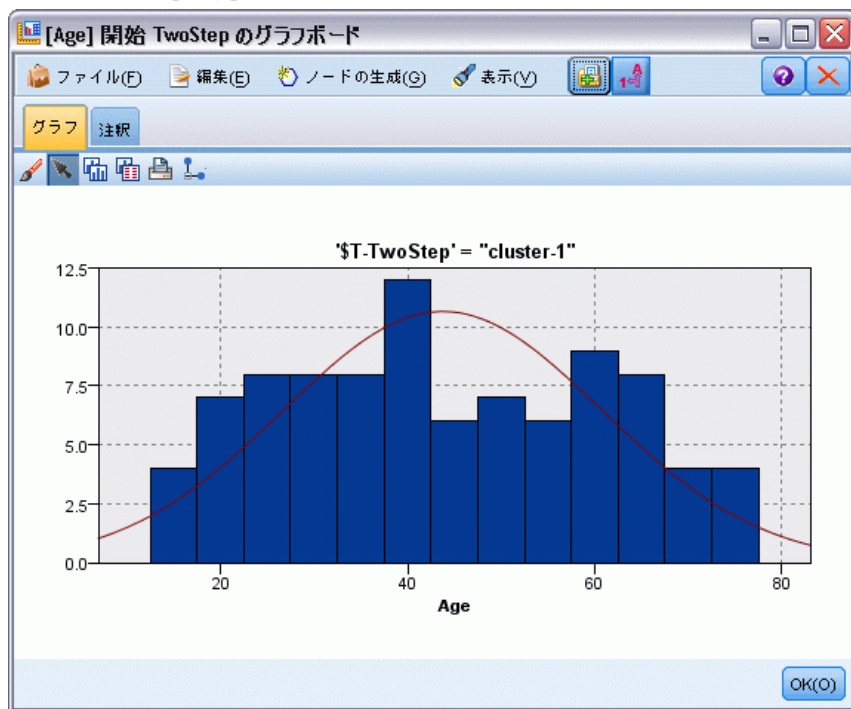 [Age] 開始 TwoStep のグラフボード
ファイル(F) 編集(E) ノードの生成(G) 表示(V)
グラフ 注釈
'$T-TwoStep' = "cluster-1"
12.5
10.0
7.5
5.0
2.5
0.0
20 40 60 80
Age
OK(O)